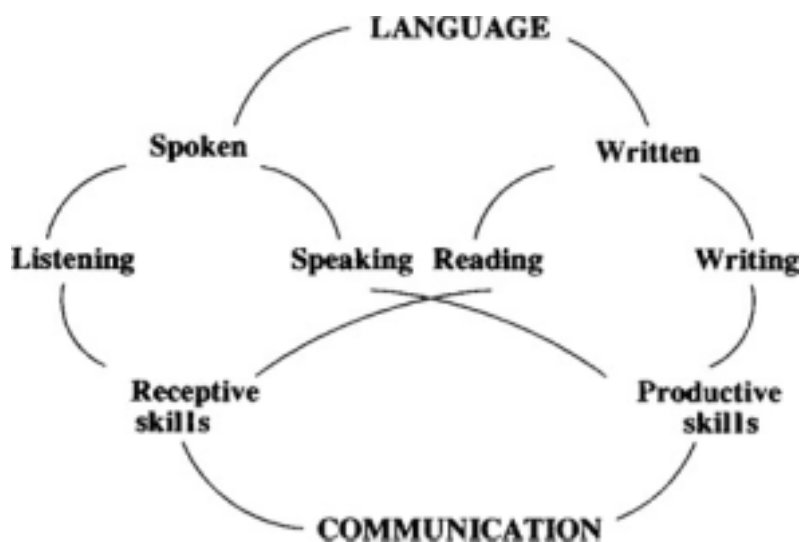 LANGUAGE
Spoken
Written
Listening
Speaking
Reading
Writing
Receptive
skills
Productive
skills
COMMUNICATION